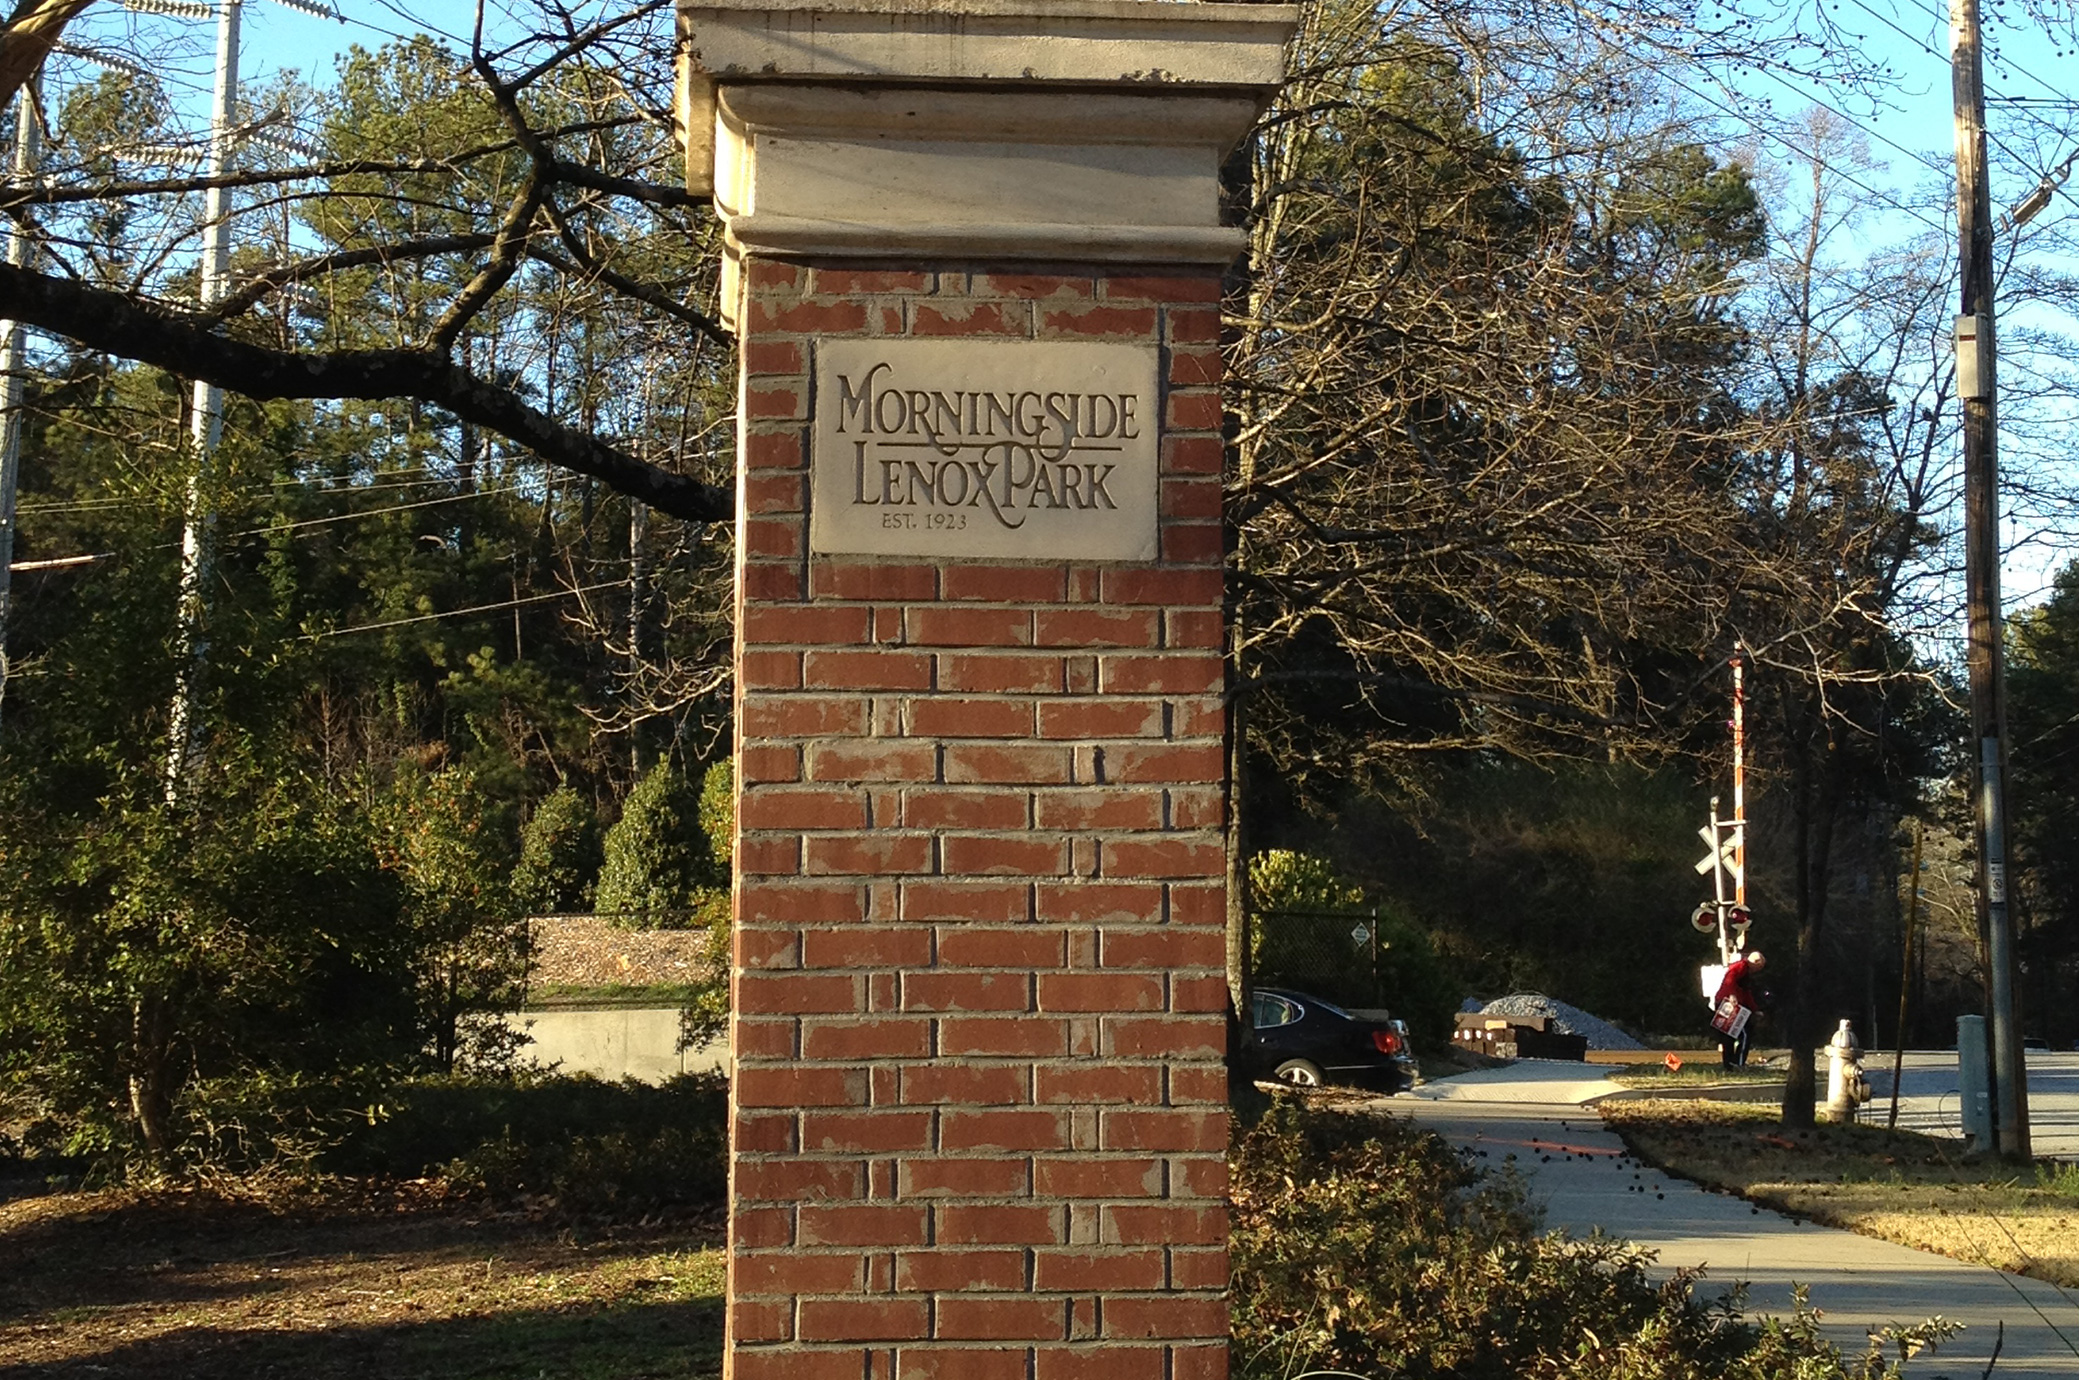 MORNINGSIDE
LENOX PARK
EST. 1923